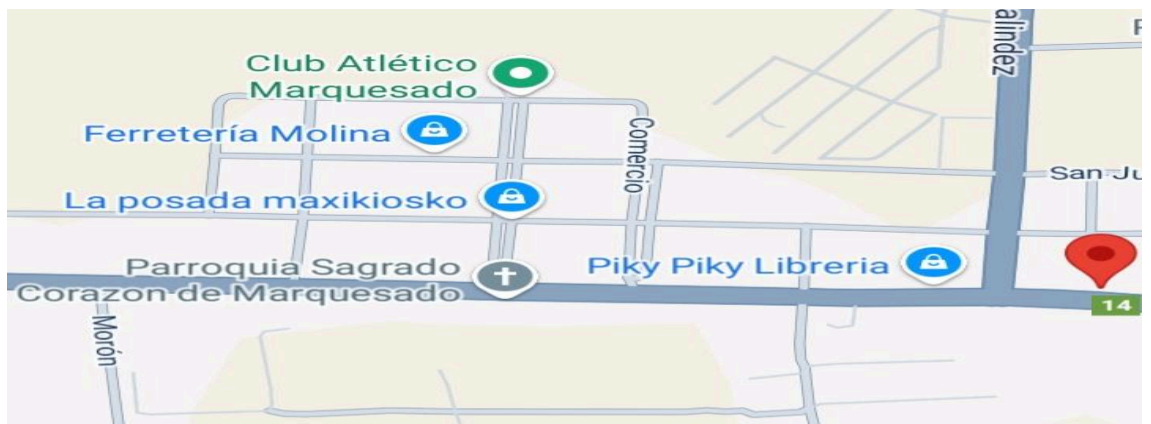 alindez
Club Atlético
Marquesado
Ferretería Molina
Comercio
San Ju
La posada maxikiosko
Parroquia Sagrado
Corazon de Marquesado
Piky Piky Libreria
14
Morón